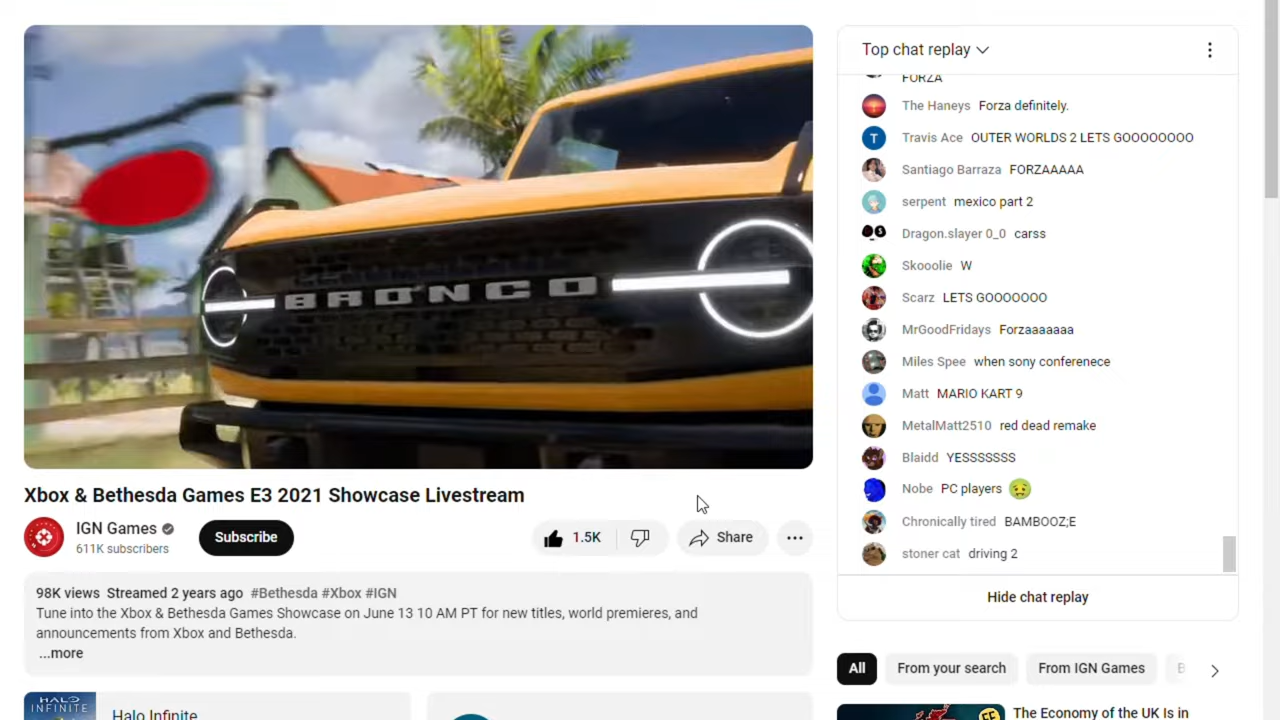 BRONCO
Xbox & Bethesda Games E3 2021 Showcase Livestream
IGN Games
611K subscribers
Subscribe
1.5K
Share
98K views Streamed 2 years ago #Bethesda #Xbox #IGN
Tune into the Xbox & Bethesda Games Showcase on June 13 10 AM PT for new titles, world premieres, and
announcements from Xbox and Bethesda.
...more
HALO
INFINITE
Halo Infinite
Top chat replay
FORZA
The Haneys Forza definitely.
Travis Ace OUTER WORLDS 2 LETS GOOOOOOOO
T
Santiago Barraza FORZAAAAA
serpent mexico part 2
Dragon.slayer 0_0 carss
Skooolie W
Scarz LETS GOOOOOOO
MrGoodFridays Forzaaaaaaa
Miles Spee when sony conferenece
Matt MARIO KART 9
MetalMatt2510 red dead remake
Blaidd YESSSSSSS
Nobe PC players 🤢
Chronically tired BAMBOOZ;E
stoner cat driving 2
Hide chat replay
All
From your search
From IGN Games
The Economy of the UK Is in